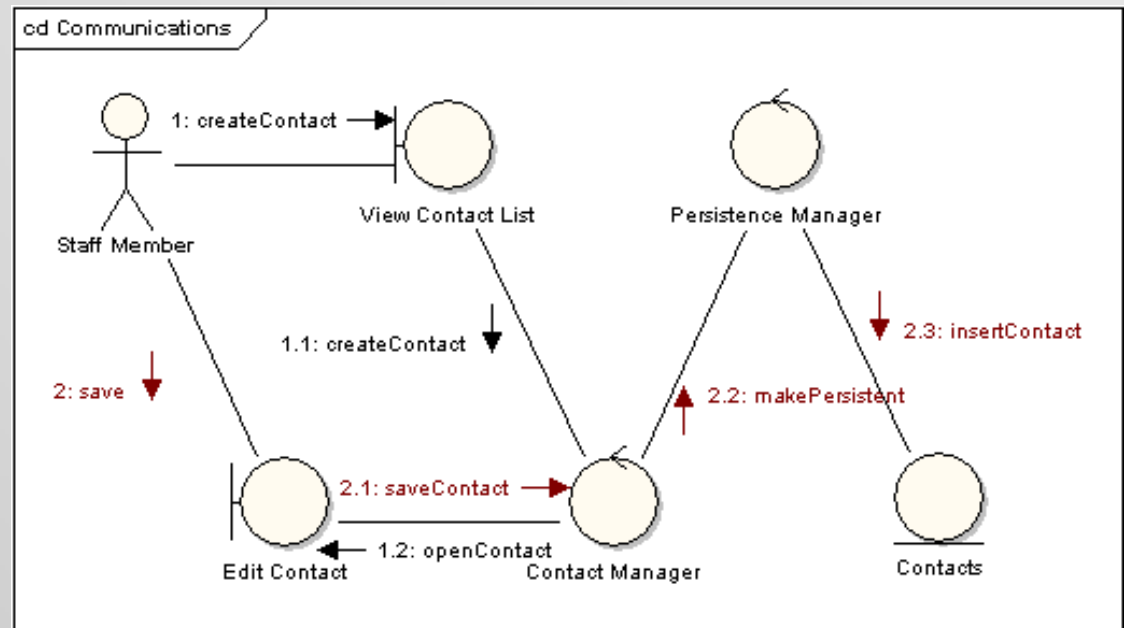 cd Communications
1: createContact
View Contact List
Persistence Manager
Staff Member
1.1: createContact
2.3: insertContact
2: save
2.2: makePersistent
2.1: saveContact
1.2: openContact
Edit Contact
Contact Manager
Contacts